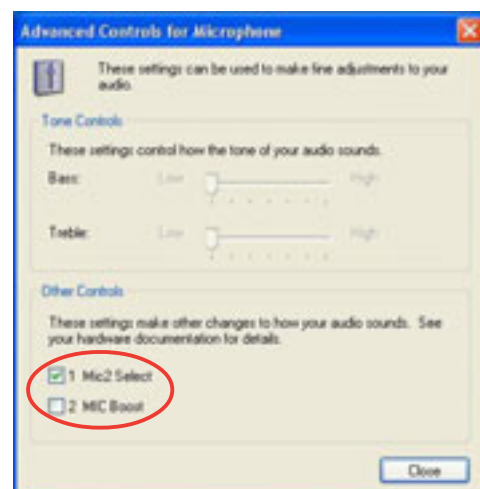 Advanced Controls for Microphone
These settings can be used to make fine adjustments to your
audio.
Tone Controls
These settings control how the tone of your audio sounds.
Bass: Low High
Treble: Low High
Other Controls
These settings make other changes to how your audio sounds. See
your hardware documentation for details.
1 Mic2 Select
2 MIC Boost
Close